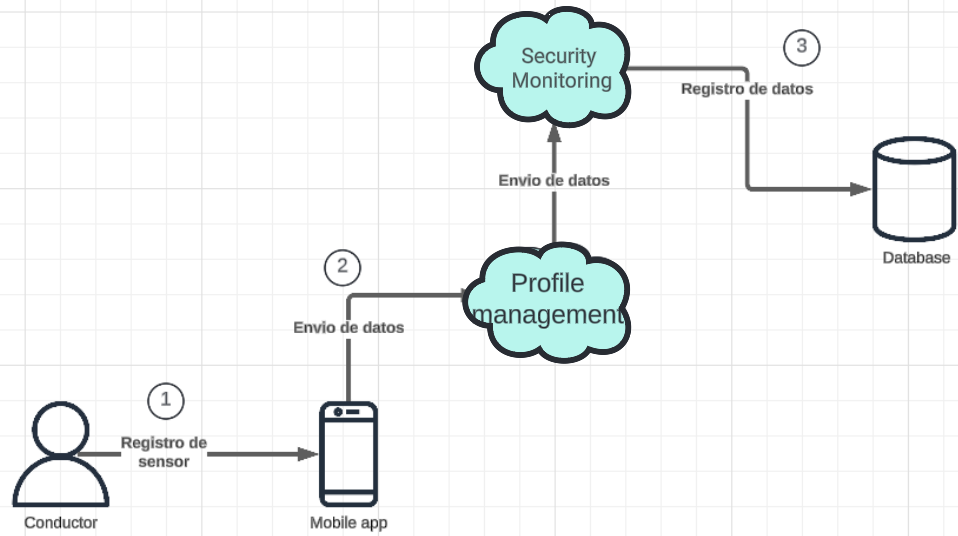 Security
Monitoring
3
Registro de datos
Envio de datos
Database
2
Profile
management
Envio de datos
1
Registro de
sensor
Conductor
Mobile app